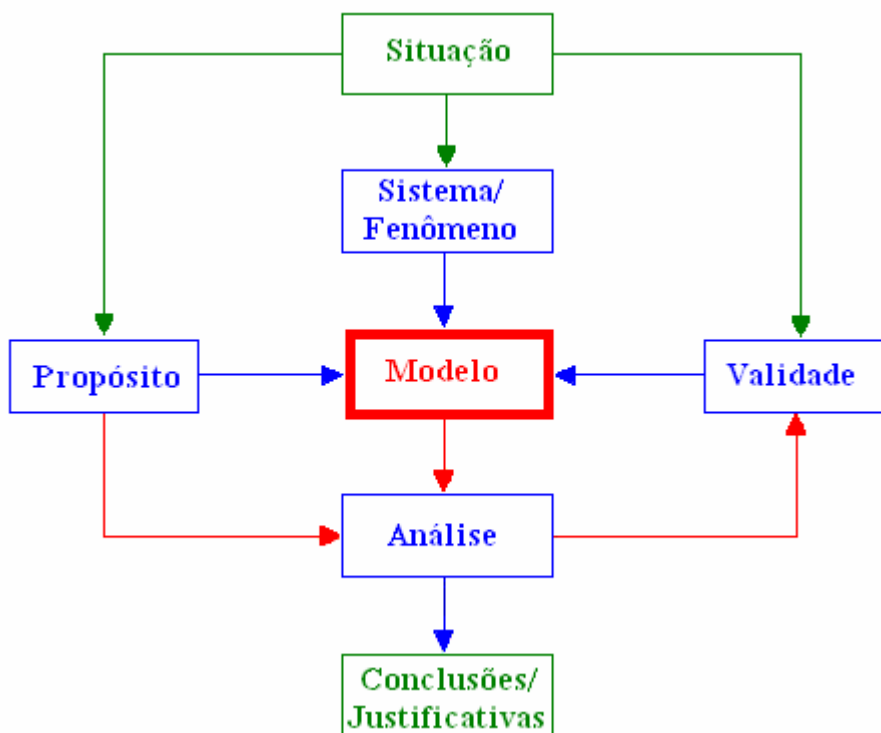 Situação
Sistema/
Fenômeno
Propósito
Modelo
Validade
Análise
Conclusões/
Justificativas